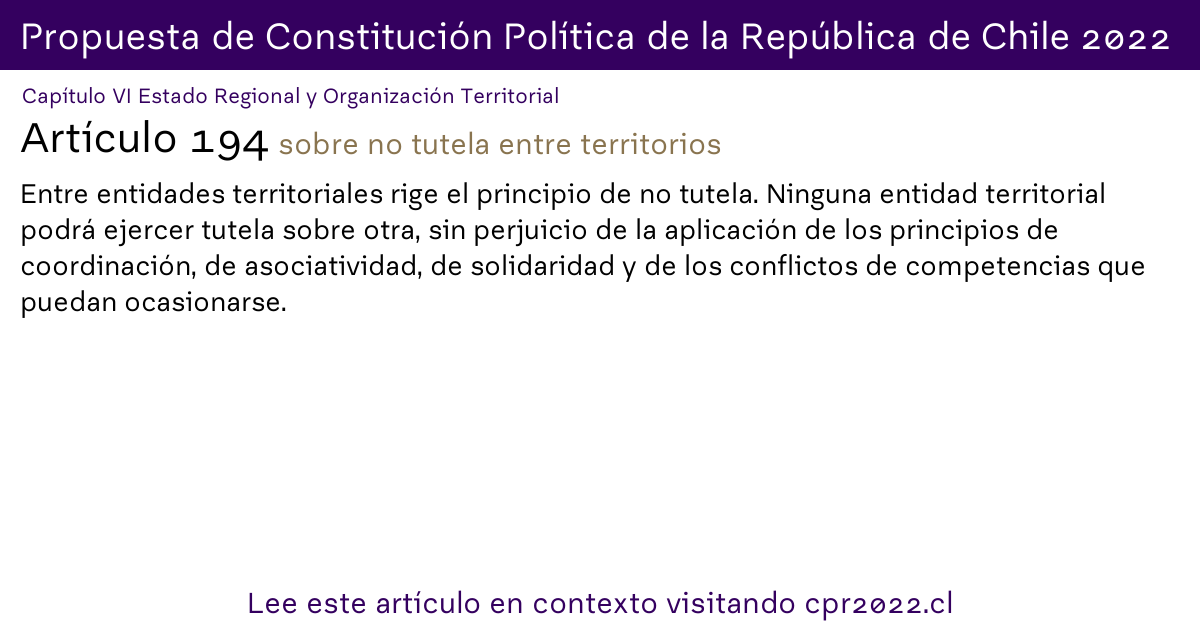 Propuesta de Constitución Política de la República de Chile 2022
Capítulo VI Estado Regional y Organización Territorial
Artículo 194 sobre no tutela entre territorios
Entre entidades territoriales rige el principio de no tutela. Ninguna entidad territorial
podrá ejercer tutela sobre otra, sin perjuicio de la aplicación de los principios de
coordinación, de asociatividad, de solidaridad y de los conflictos de competencias que
puedan ocasionarse.
Lee este artículo en contexto visitando cpr2022.cl